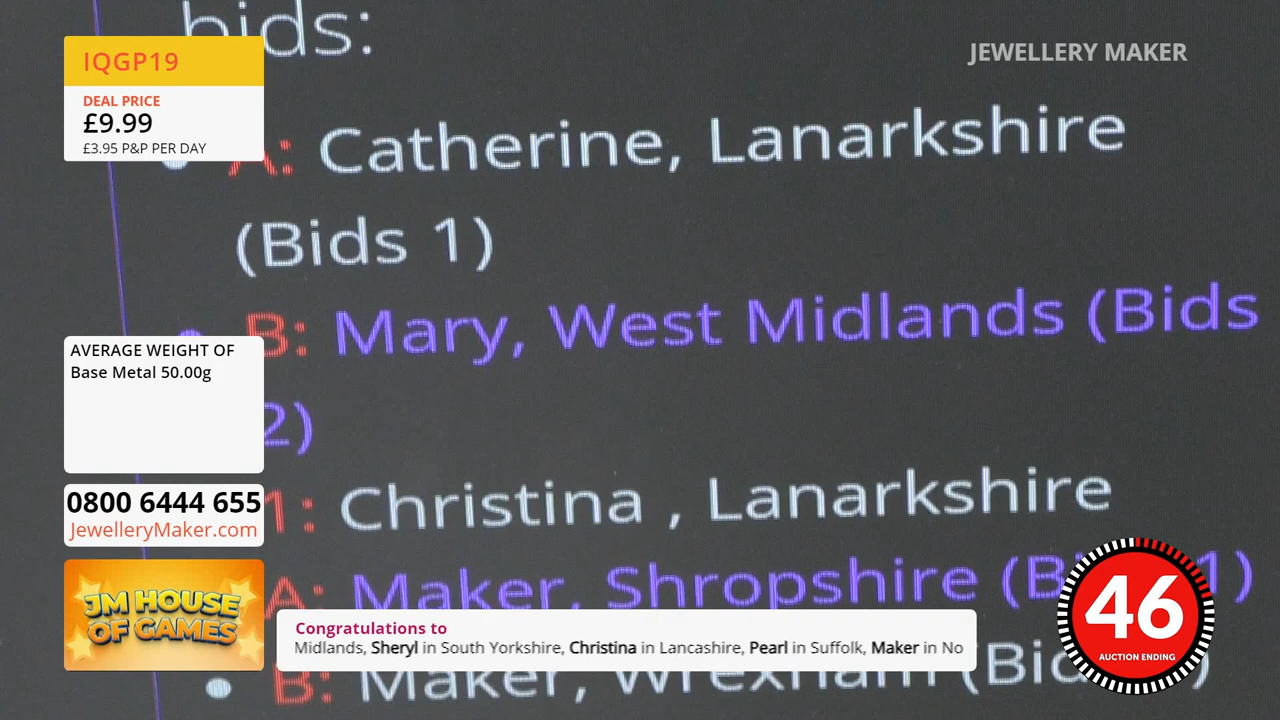 bids:
IQGP19
DEAL PRICE
£9.99
£3.95 P&P PER DAY
JEWELLERY MAKER
A: Catherine, Lanarkshire
(Bids 1)
B: Mary, West Midlands (Bids
2)
AVERAGE WEIGHT OF
Base Metal 50.00g
1: Christina , Lanarkshire
0800 6444 655
JewelleryMaker.com
A: Maker, Shropshire (B 1)
JM HOUSE
OF GAMES
Congratulations to
Midlands, Sheryl in South Yorkshire, Christina in Lancashire, Pearl in Suffolk, Maker in No
B: Maker, Wrexham (Bid )
46
AUCTION ENDING